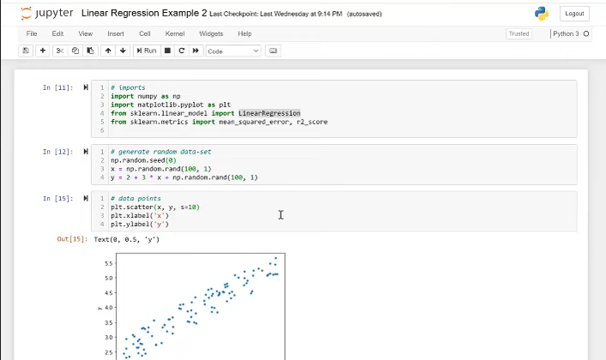 jupyter Linear Regression Example 2 Last Checkpoint: Last Wednesday at 9:14 PM (autosaved) Logout
File Edit View Insert Cell Kernel Widgets Help Trusted Python 3
Run Code
In [11]:
1 # imports
2 import numpy as np
3 import matplotlib.pyplot as plt
4 from sklearn.linear_model import LinearRegression
5 from sklearn.metrics import mean_squared_error, r2_score
6
In [12]:
1 # generate random data-set
2 np.random.seed(0)
3 x = np.random.rand(100, 1)
4 y = 2 + 3 * x + np.random.rand(100, 1)
In [15]:
1 # data points
2 plt.scatter(x, y, s=10)
3 plt.xlabel('x')
4 plt.ylabel('y')
Out[15]: Text(0, 0.5, 'y')
5.5
5.0
4.5
4.0
y
3.5
3.0
2.5